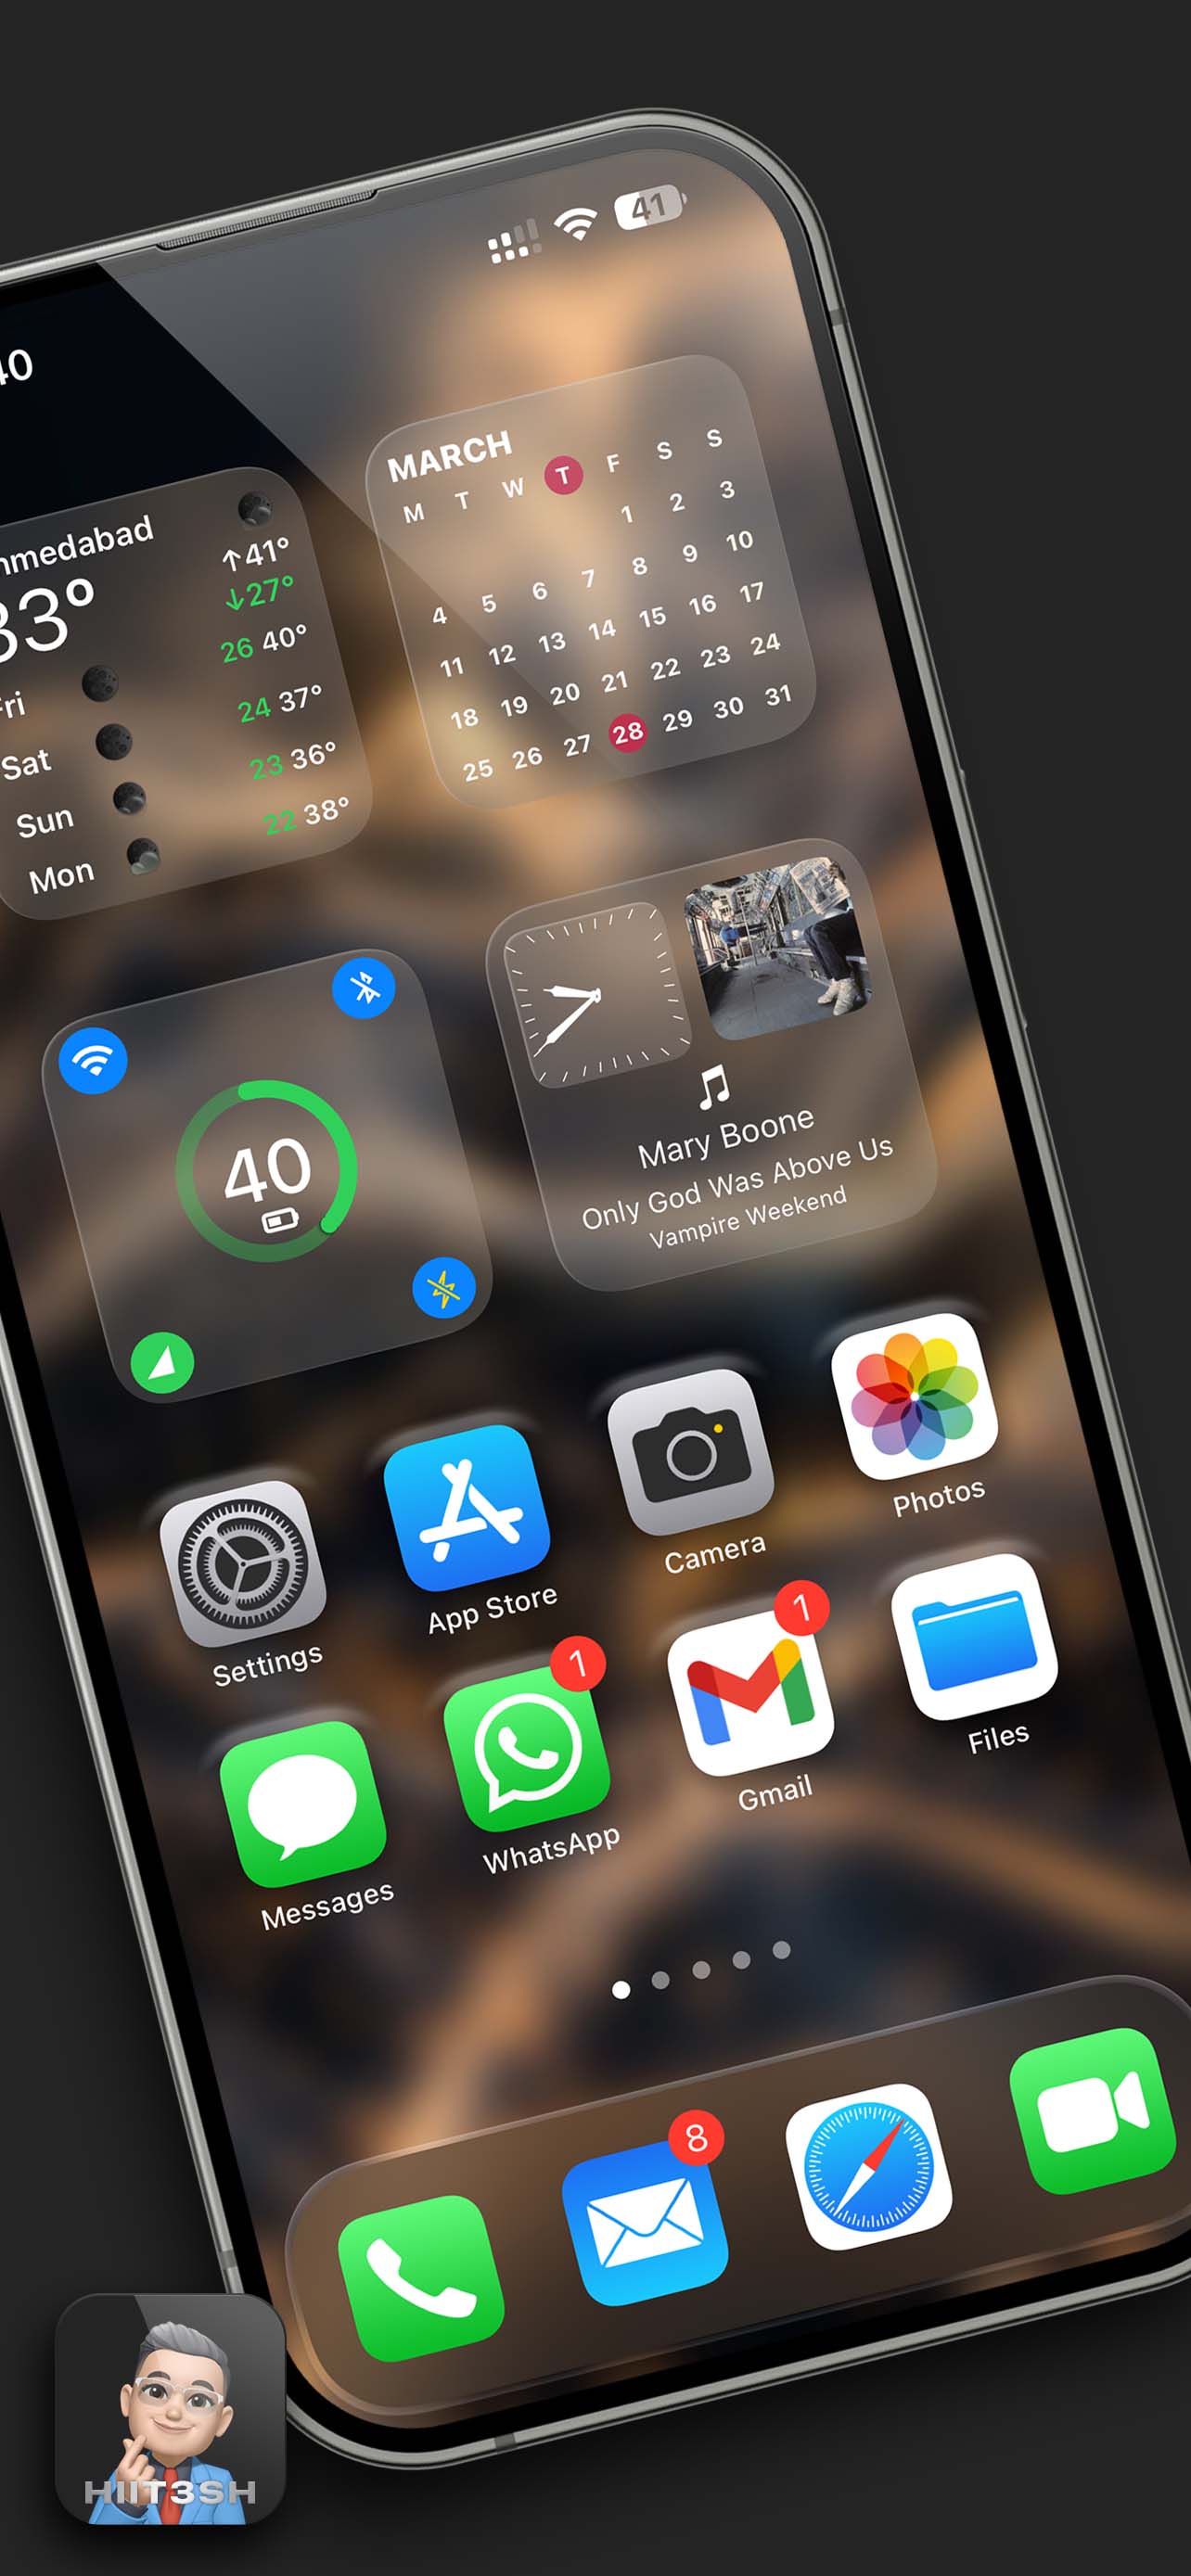 40
41
MARCH
M T W T F S S
1 2 3
4 5 6 7 8 9 10
11 12 13 14 15 16 17
18 19 20 21 22 23 24
25 26 27 28 29 30 31
hmedabad
33°
↑41°
↓27°
Fri 26 40°
Sat 24 37°
Sun 23 36°
Mon 22 38°
40
Mary Boone
Only God Was Above Us
Vampire Weekend
Settings
App Store
Camera
Photos
Messages
1
WhatsApp
1
Gmail
Files
8
HIIT3SH